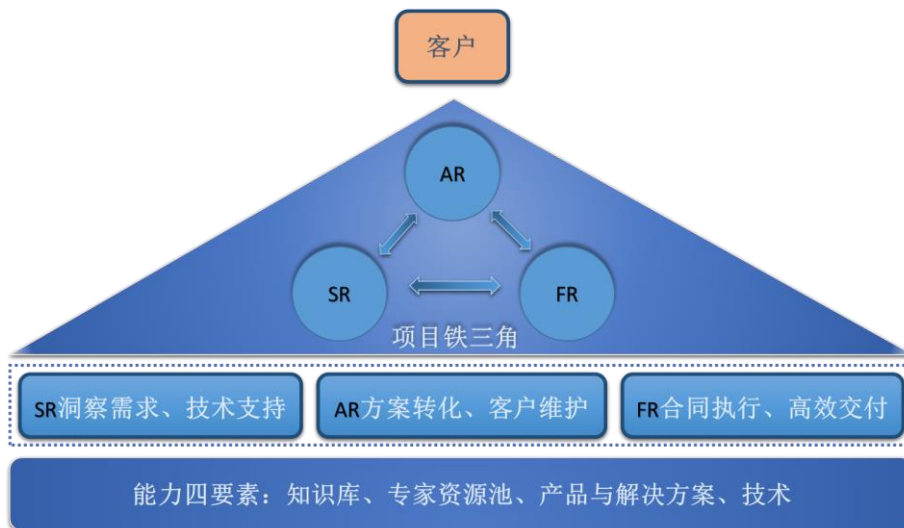 客户
AR
SR
FR
项目铁三角
SR洞察需求、技术支持
AR方案转化、客户维护
FR合同执行、高效交付
能力四要素：知识库、专家资源池、产品与解决方案、技术